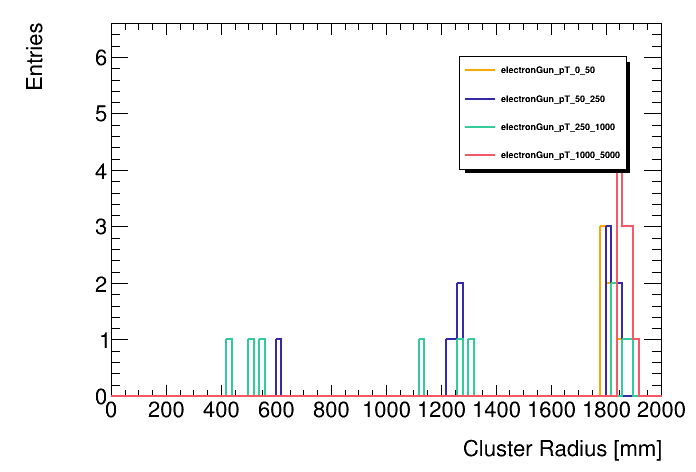 Entries
6
5
4
3
2
1
0
electronGun_pT_0_50
electronGun_pT_50_250
electronGun_pT_250_1000
electronGun_pT_1000_5000
0 200 400 600 800 1000 1200 1400 1600 1800 2000
Cluster Radius [mm]